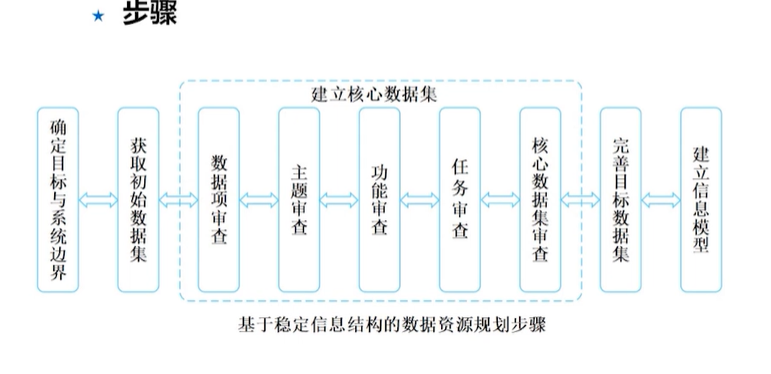 步骤
建立核心数据集
确定目标与系统边界
获取初始数据集
数据项审查
主题审查
功能审查
任务审查
核心数据集审查
完善目标数据集
建立信息模型
基于稳定信息结构的数据资源规划步骤